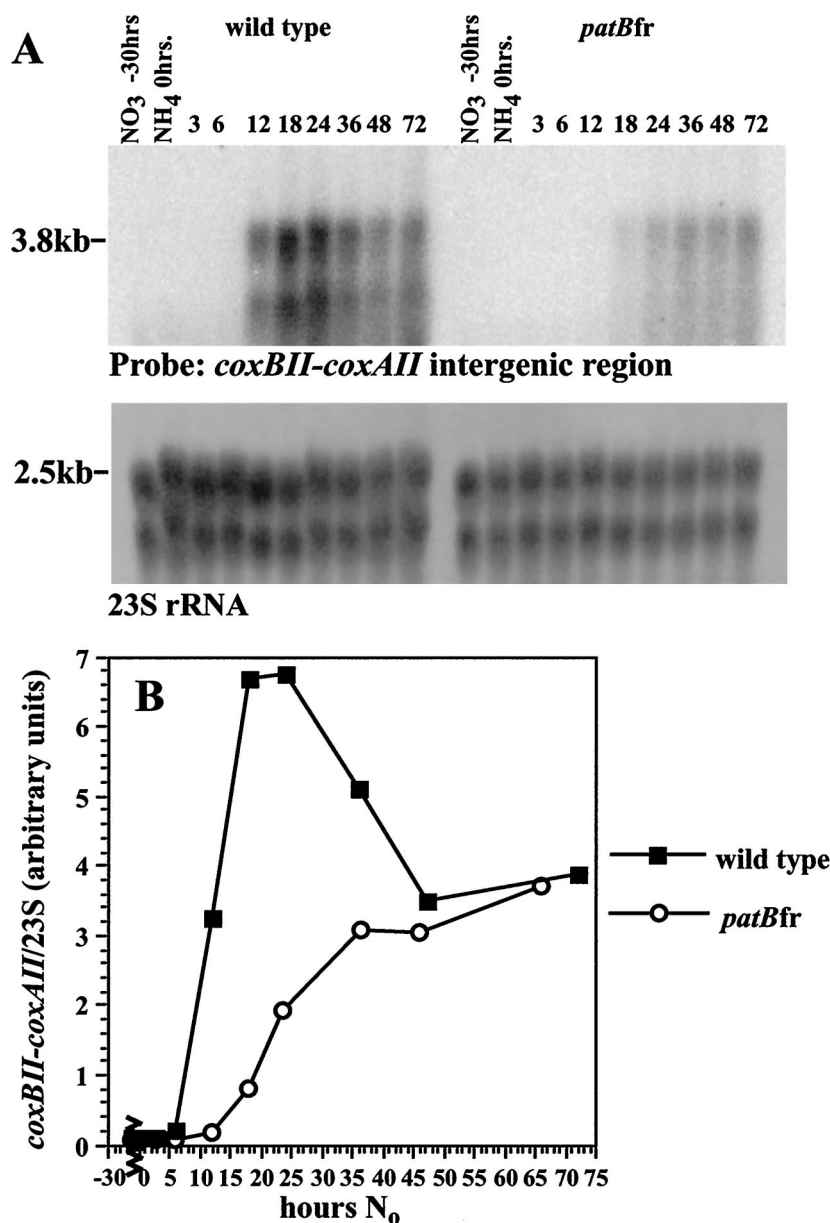 A
wild type
patBfr
NO3 -30hrs
NH4 0hrs.
3 6 12 18 24 36 48 72
NO3 -30hrs
NH4 0hrs.
3 6 12 18 24 36 48 72
3.8kb-
Probe: coxBII-coxAII intergenic region
2.5kb-
23S rRNA
B
coxBII-coxAII/23S (arbitrary units)
7
6
5
4
3
2
1
0
-30 0 5 10 15 20 25 30 35 40 45 50 55 60 65 70 75
hours No
wild type
patBfr